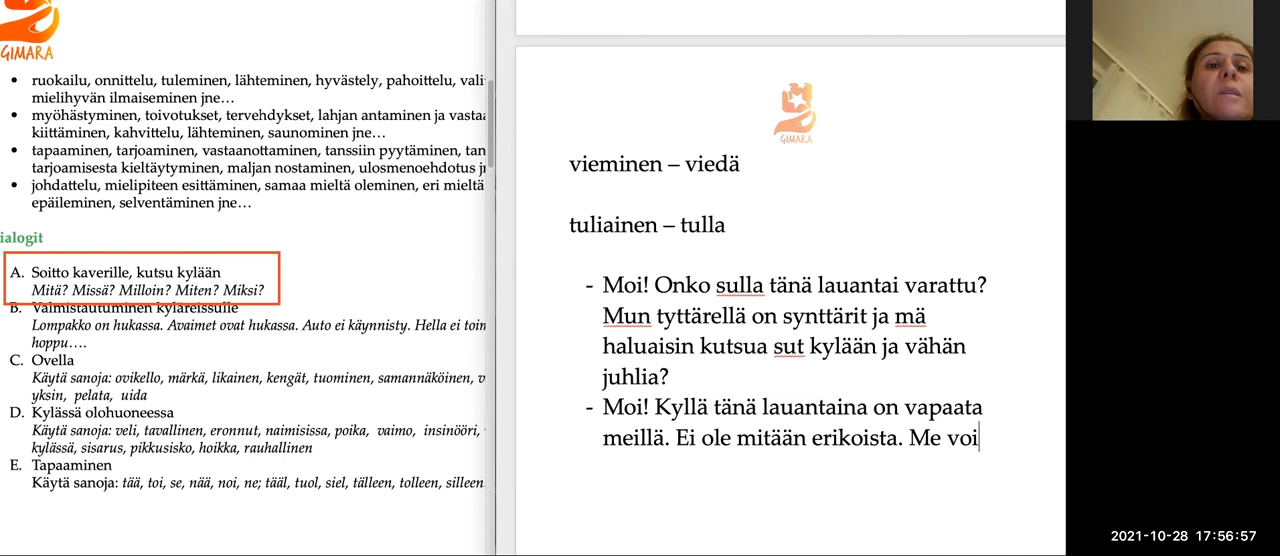 GIMARA
ruokailu, onnittelu, tuleminen, lähteminen, hyvästely, pahoittelu, vali
mielihyvän ilmaiseminen jne…
myöhästyminen, toivotukset, tervehdykset, lahjan antaminen ja vastaa
kiittäminen, kahvittelu, lähteminen, saunominen jne…
tapaaminen, tarjoaminen, vastaanottaminen, tanssiin pyytäminen, tan
tarjoamisesta kieltäytyminen, maljan nostaminen, ulosmenoehdotus j
johdattelu, mielipiteen esittäminen, samaa mieltä oleminen, eri mieltä
epäileminen, selventäminen jne…
ialogit
A. Soitto kaverille, kutsu kylään
Mitä? Missä? Milloin? Miten? Miksi?
B. Valmistautuminen kyläreissulle
Lompakko on hukassa. Avaimet ovat hukassa. Auto ei käynnisty. Hella ei toim
hoppu….
C. Ovella
Käytä sanoja: ovikello, märkä, likainen, kengät, tuominen, samannäköinen, v
yksin, pelata, uida
D. Kylässä olohuoneessa
Käytä sanoja: veli, tavallinen, eronnut, naimisissa, poika, vaimo, insinööri,
kylässä, sisarus, pikkusisko, hoikka, rauhallinen
E. Tapaaminen
Käytä sanoja: tää, toi, se, nää, noi, ne; tääl, tuol, siel, tälleen, tolleen, silleen
GIMARA
vieminen – viedä
tuliainen – tulla
- Moi! Onko sulla tänä lauantai varattu?
Mun tyttärellä on synttärit ja mä
haluaisin kutsua sut kylään ja vähän
juhlia?
- Moi! Kyllä tänä lauantaina on vapaata
meillä. Ei ole mitään erikoista. Me voi
2021-10-28 17:56:57